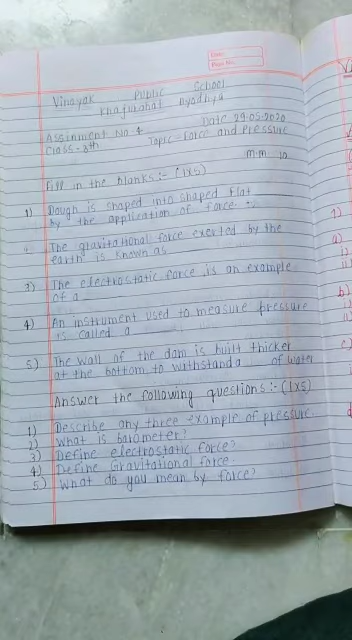 Date:
Page No.
Vinayak Public School
Khajurahat Ayodhya
Assinment No 4 Date 29-05-2020
Class - 8th Topic - Force and Pressure
M.M. 10
Fill in the blanks :- (1x5)
1) Dough is shaped into shaped flat
by the application of force
2. The gravitational force exerted by the
earth is known as
3) The electrostatic force is an example
of a
4) An instrument used to measure pressure
is called a
5) The wall of the dam is built thicker
at the bottom to withstand a of water
Answer the following questions :- (1x5)
1) Describe any three example of pressure.
2) What is barometer?
3) Define electrostatic force?
4) Define Gravitational force.
5) What do you mean by force?